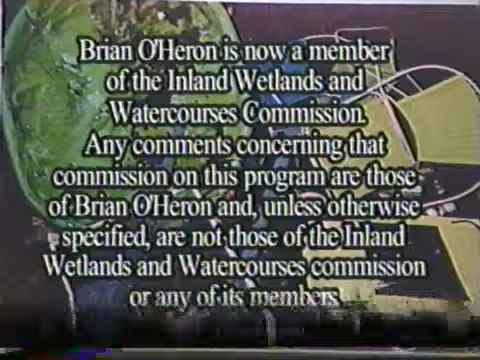 Brian O'Heron is now a member
of the Inland Wetlands and
Watercourses Commission.
Any comments concerning that
commission on this program are those
of Brian O'Heron and, unless otherwise
specified, are not those of the Inland
Wetlands and Watercourses commission
or any of its members.